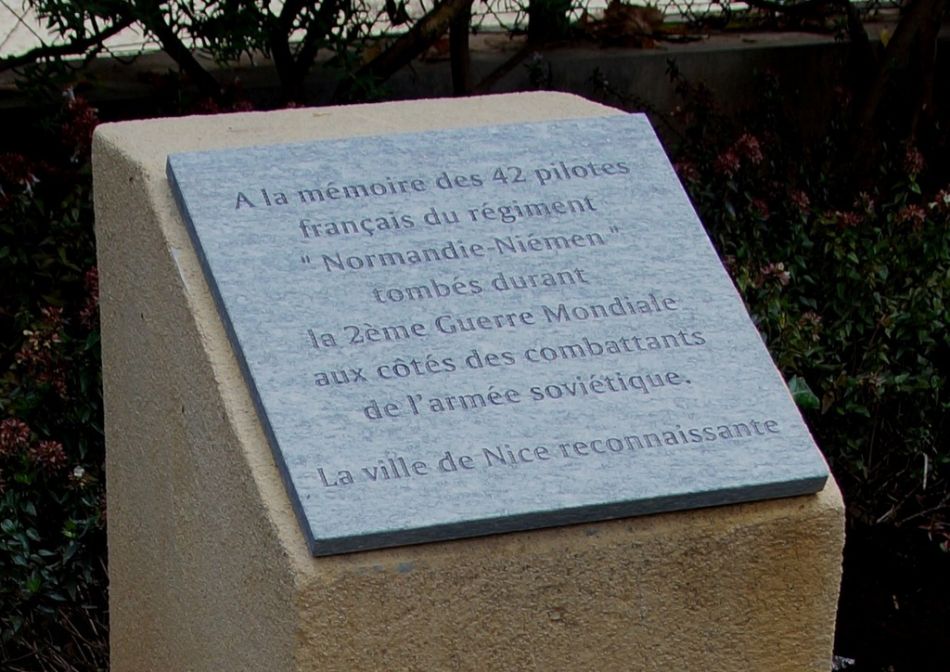 A la mémoire des 42 pilotes
français du régiment
" Normandie-Niémen "
tombés durant
la 2ème Guerre Mondiale
aux côtés des combattants
de l'armée soviétique.
La ville de Nice reconnaissante